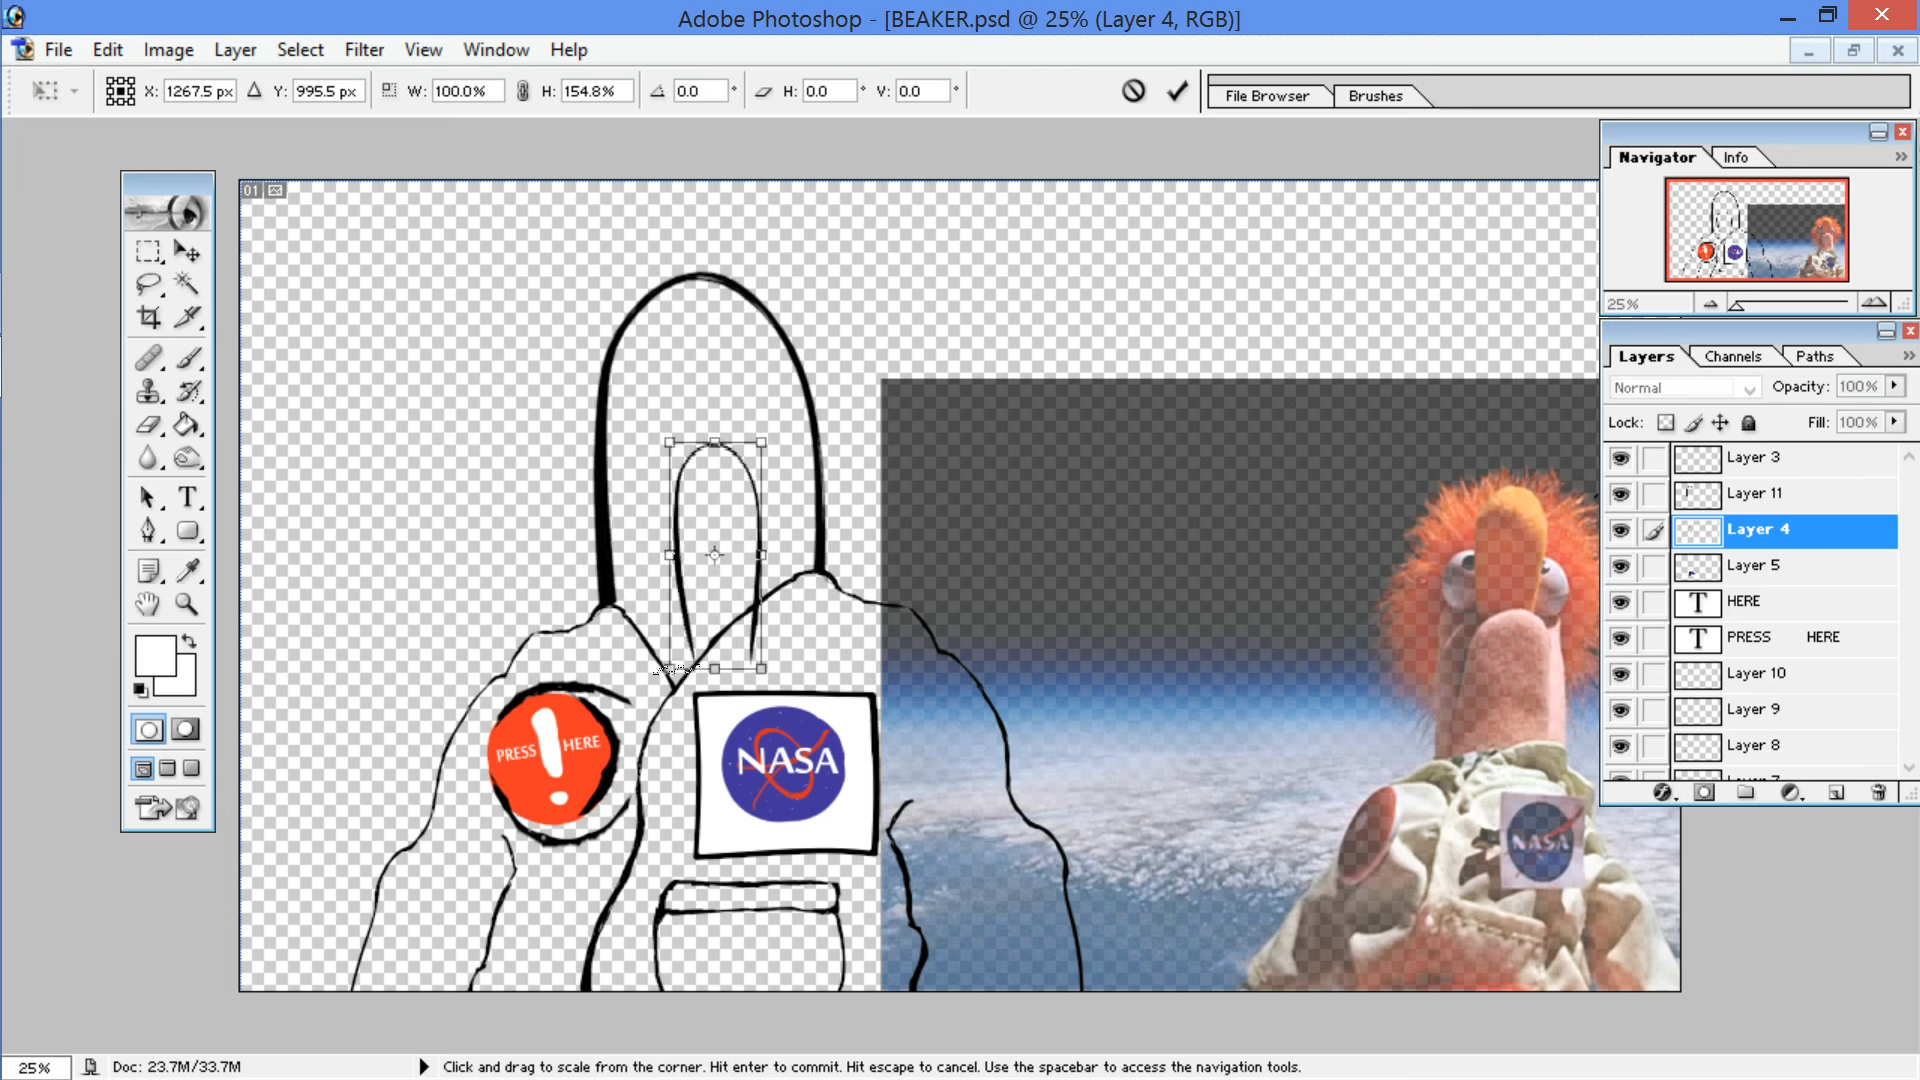 Adobe Photoshop - [BEAKER.psd @ 25% (Layer 4, RGB)]
File Edit Image Layer Select Filter View Window Help
X: 1267.5 px Y: 995.5 px W: 100.0% H: 154.8% 0.0 ° H: 0.0 ° V: 0.0 ° File Browser Brushes
Navigator Info
01
25%
Layers Channels Paths
Normal Opacity: 100%
Lock: Fill: 100%
Layer 3
Layer 11
Layer 4
Layer 5
T HERE
T PRESS HERE
Layer 10
Layer 9
Layer 8
PRESS ! HERE
NASA
NASA
25% Doc: 23.7M/33.7M Click and drag to scale from the corner. Hit enter to commit. Hit escape to cancel. Use the spacebar to access the navigation tools.